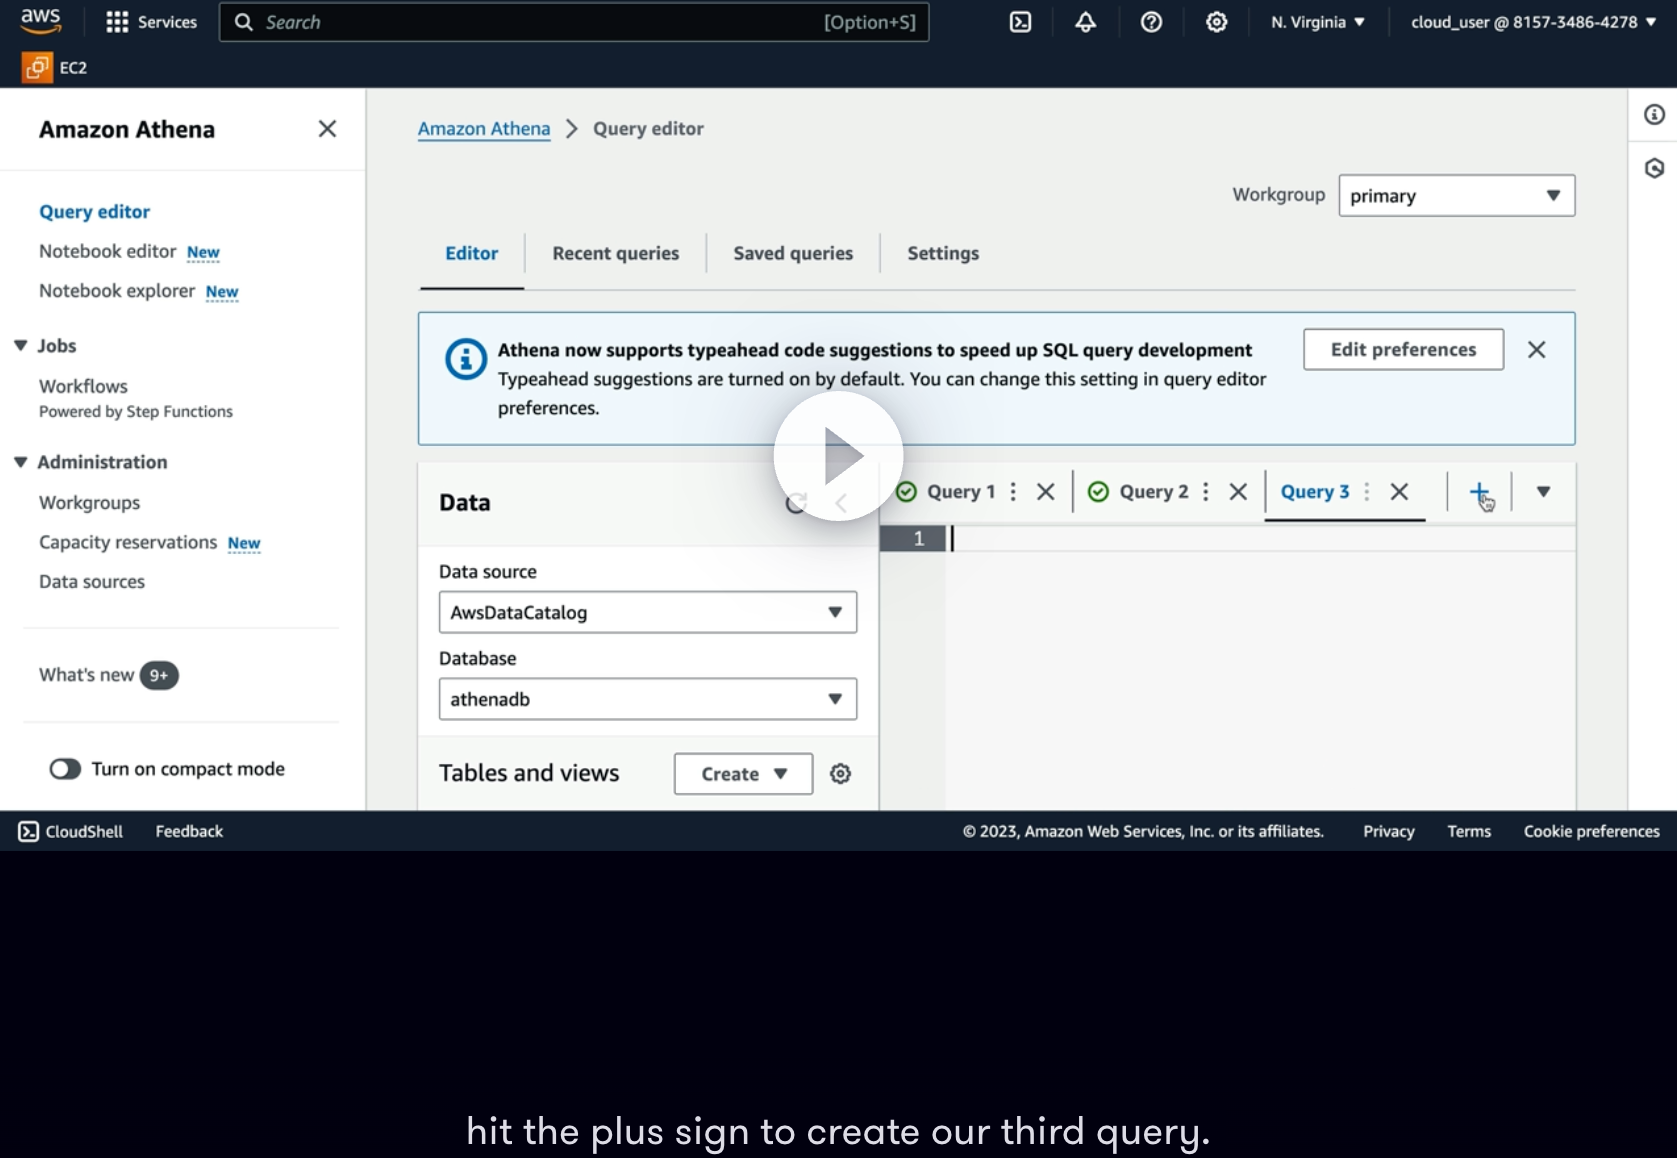 aws
Services
Search
[Option+S]
N. Virginia
cloud_user @ 8157-3486-4278
EC2
Amazon Athena
Query editor
Notebook editor New
Notebook explorer New
Jobs
Workflows
Powered by Step Functions
Administration
Workgroups
Capacity reservations New
Data sources
What's new 9+
Turn on compact mode
Amazon Athena > Query editor
Workgroup
primary
Editor
Recent queries
Saved queries
Settings
Athena now supports typeahead code suggestions to speed up SQL query development
Typeahead suggestions are turned on by default. You can change this setting in query editor
preferences.
Edit preferences
Data
Data source
AwsDataCatalog
Database
athenadb
Tables and views
Create
Query 1
Query 2
Query 3
1
CloudShell
Feedback
© 2023, Amazon Web Services, Inc. or its affiliates.
Privacy
Terms
Cookie preferences
hit the plus sign to create our third query.